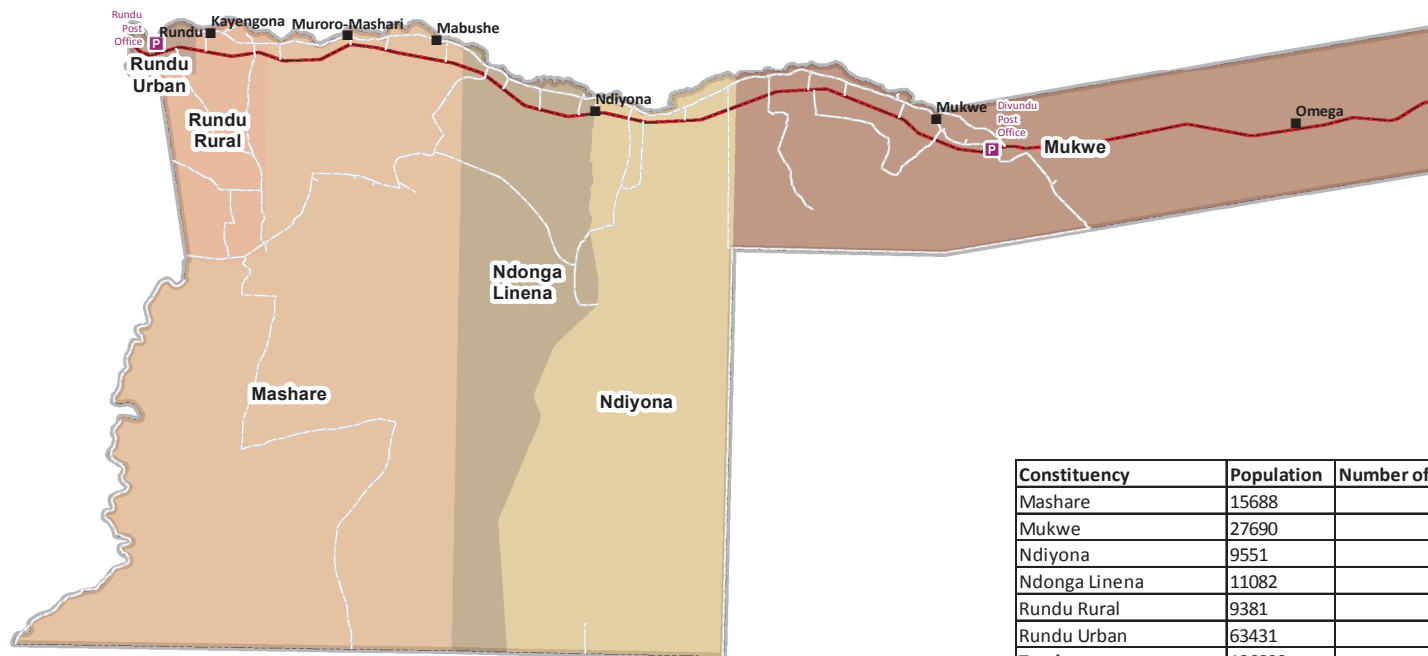 Rundu
Post
Office
Rundu
Kayengona
Muroro-Mashari
Mabushe
Rundu
Urban
Rundu
Rural
Ndiyona
Mukwe
Divundu
Post
Office
Omega
Mukwe
Ndonga
Linena
Mashare
Ndiyona
P
P
Constituency Population Number of
Mashare 15688
Mukwe 27690
Ndiyona 9551
Ndonga Linena 11082
Rundu Rural 9381
Rundu Urban 63431